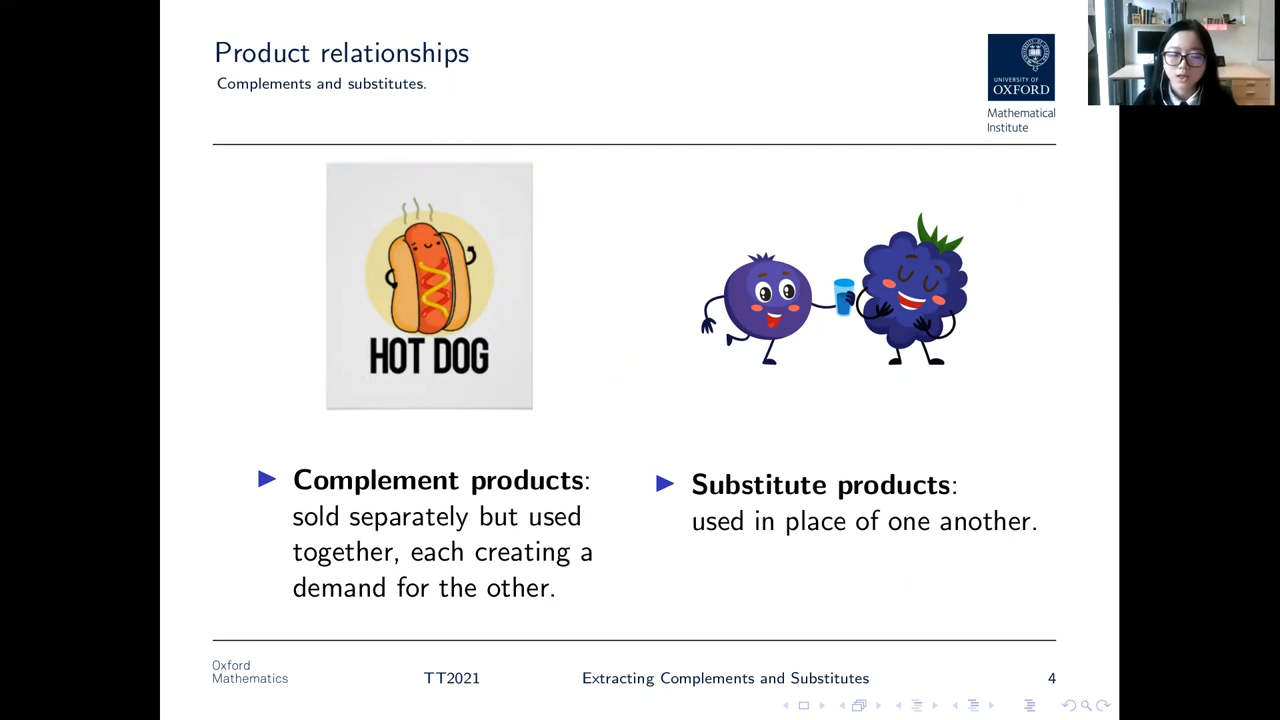 Product relationships
Complements and substitutes.
UNIVERSITY OF
OXFORD
Mathematical
Institute
HOT DOG
Complement products:
sold separately but used
together, each creating a
demand for the other.
Substitute products:
used in place of one another.
Oxford
Mathematics
TT2021
Extracting Complements and Substitutes
4